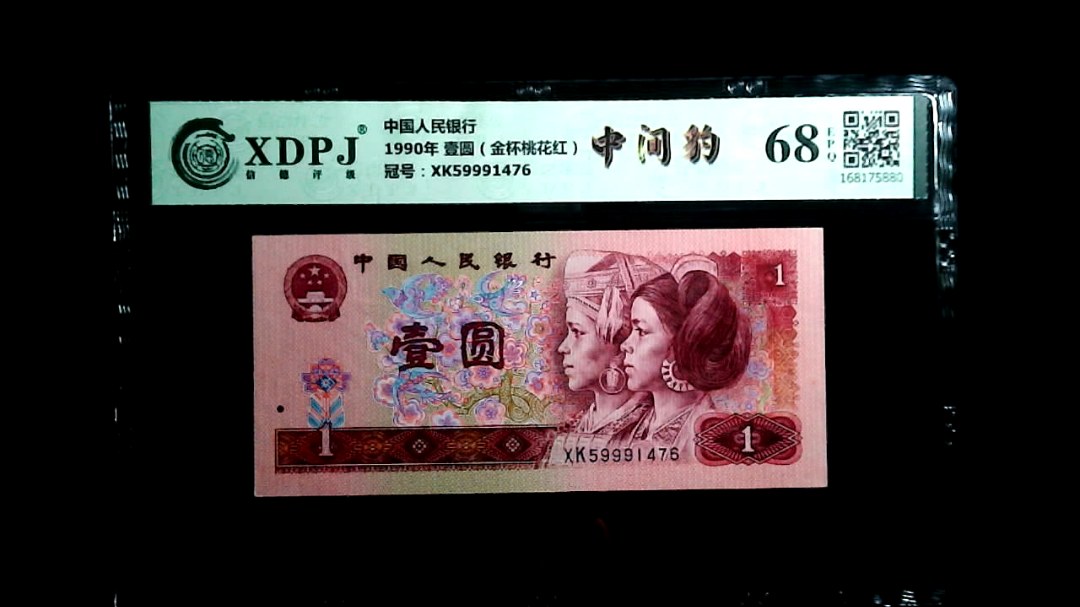 XDPJ®
信德评级
中国人民银行
1990年 壹圆（金杯桃花红）
冠号：XK59991476
中间豹
68
EPQ
168175880
中国人民银行
1
壹圆
1
1
XK59991476